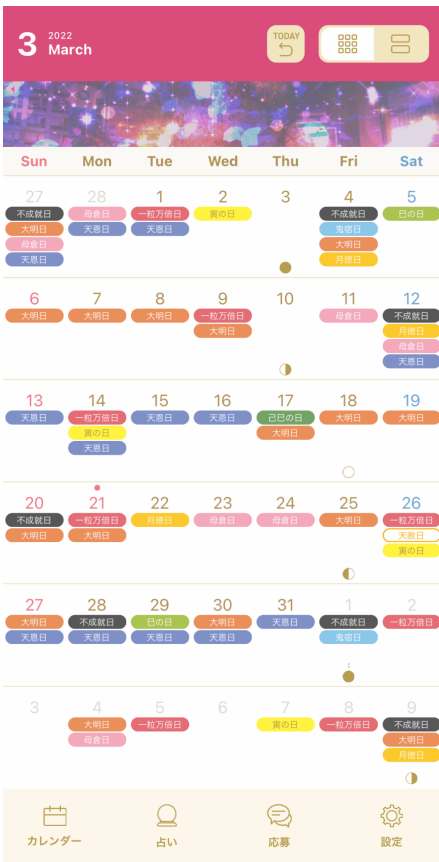 3 2022 March TODAY
Sun Mon Tue Wed Thu Fri Sat
27 28 1 2 3 4 5
不成就日 母倉日 一粒万倍日 寅の日 不成就日 巳の日
大明日 天恩日 天恩日 鬼宿日
母倉日 大明日
天恩日 月徳日
6 7 8 9 10 11 12
大明日 大明日 大明日 一粒万倍日 母倉日 不成就日
大明日 月徳日
母倉日
天恩日
13 14 15 16 17 18 19
天恩日 一粒万倍日 天恩日 天恩日 己巳の日 大明日 大明日
寅の日 大明日
天恩日
20 21 22 23 24 25 26
不成就日 一粒万倍日 月徳日 母倉日 母倉日 大明日 一粒万倍日
大明日 大明日 天赦日
寅の日
27 28 29 30 31 1 2
大明日 不成就日 巳の日 大明日 天恩日 不成就日 一粒万倍日
天恩日 天恩日 天恩日 天恩日 鬼宿日
3 4 5 6 7 8 9
大明日 一粒万倍日 寅の日 一粒万倍日 不成就日
母倉日 大明日
月徳日
カレンダー 占い 応募 設定